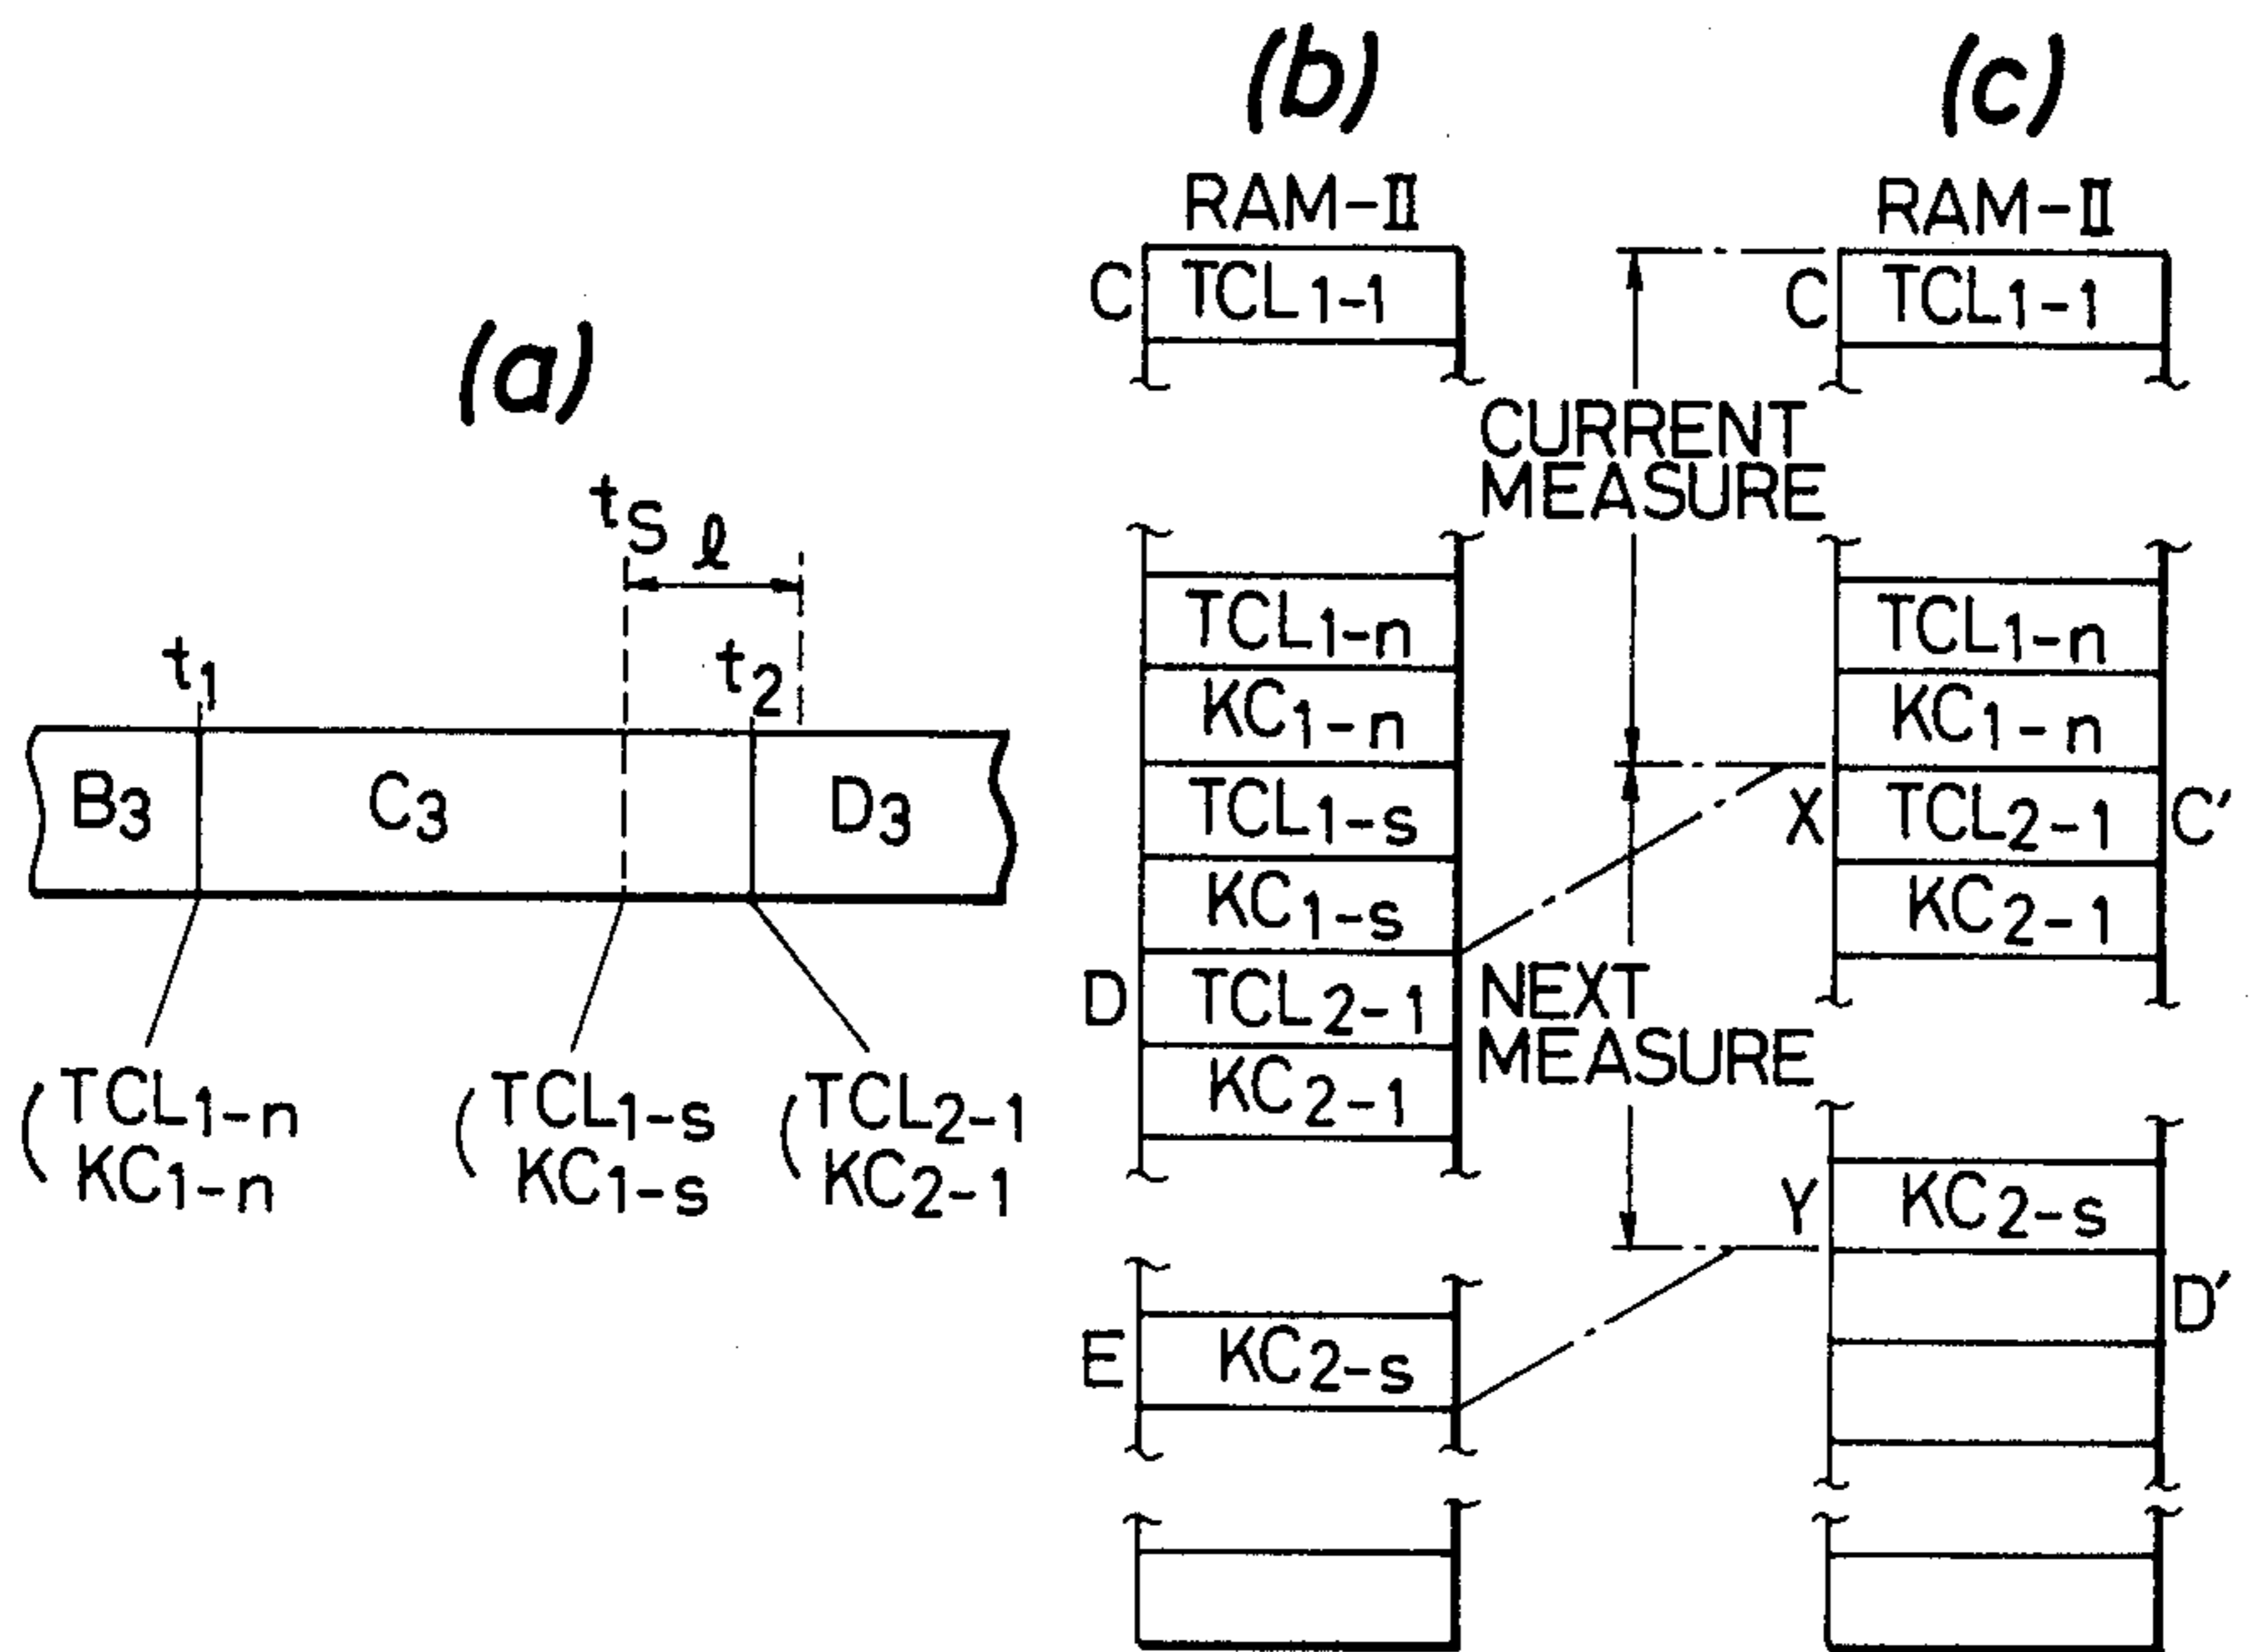 (a)
tS ℓ
t1 t2
B3 C3 D3
(TCL1-n (TCL1-s (TCL2-1
KC1-n KC1-s KC2-1
(b)
RAM-II
C TCL1-1
TCL1-n
KC1-n
TCL1-s
KC1-s
D TCL2-1
KC2-1
E KC2-s
CURRENT
MEASURE
NEXT
MEASURE
(c)
RAM-II
C TCL1-1
TCL1-n
KC1-n
X TCL2-1 C'
KC2-1
Y KC2-s
D'